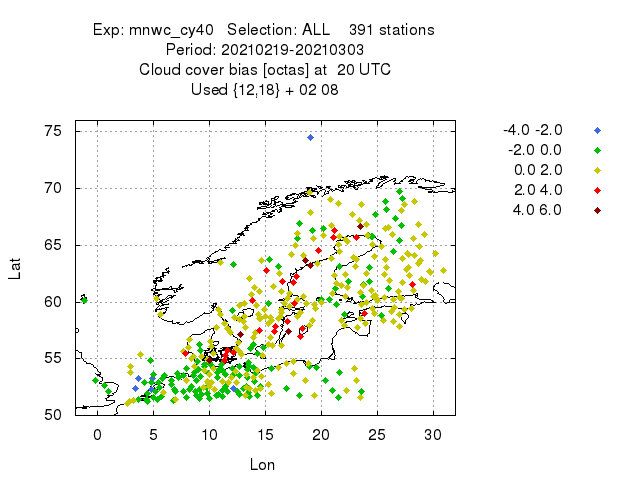 Exp: mnwc_cy40   Selection: ALL    391 stations
Period: 20210219-20210303
Cloud cover bias [octas] at  20 UTC
Used {12,18} + 02 08
-4.0 -2.0
-2.0 0.0
0.0 2.0
2.0 4.0
4.0 6.0
75
70
65
60
55
50
Lat
0 5 10 15 20 25 30
Lon